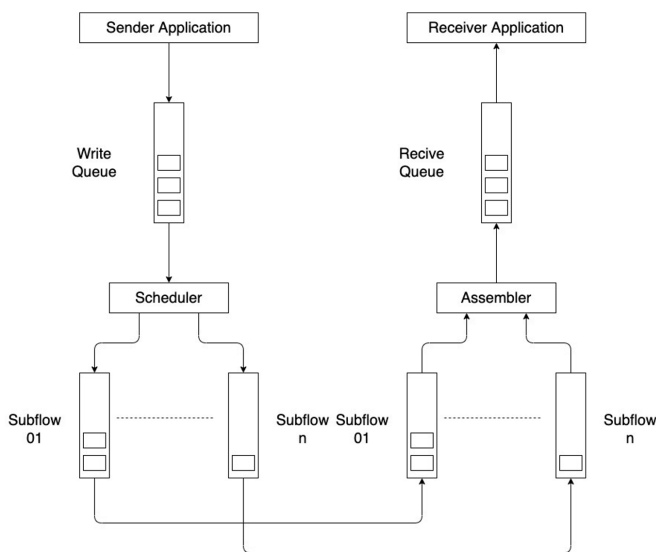 Sender Application
Receiver Application
Write
Queue
Recive
Queue
Scheduler
Assembler
Subflow
01
Subflow
n
Subflow
01
Subflow
n